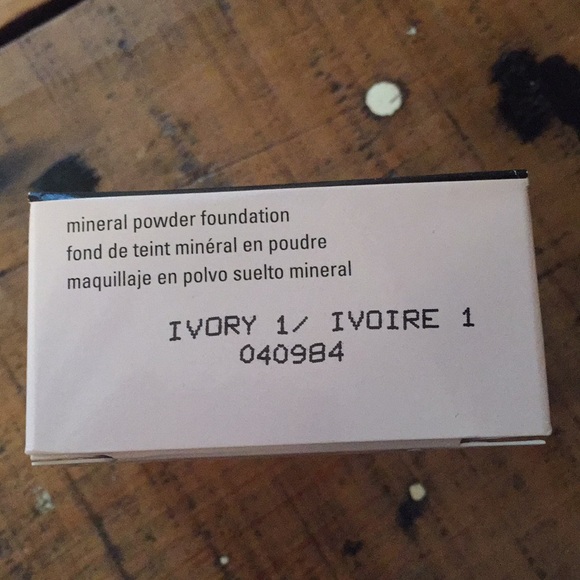 mineral powder foundation
fond de teint minéral en poudre
maquillaje en polvo suelto mineral
IVORY 1/ IVOIRE 1
040984